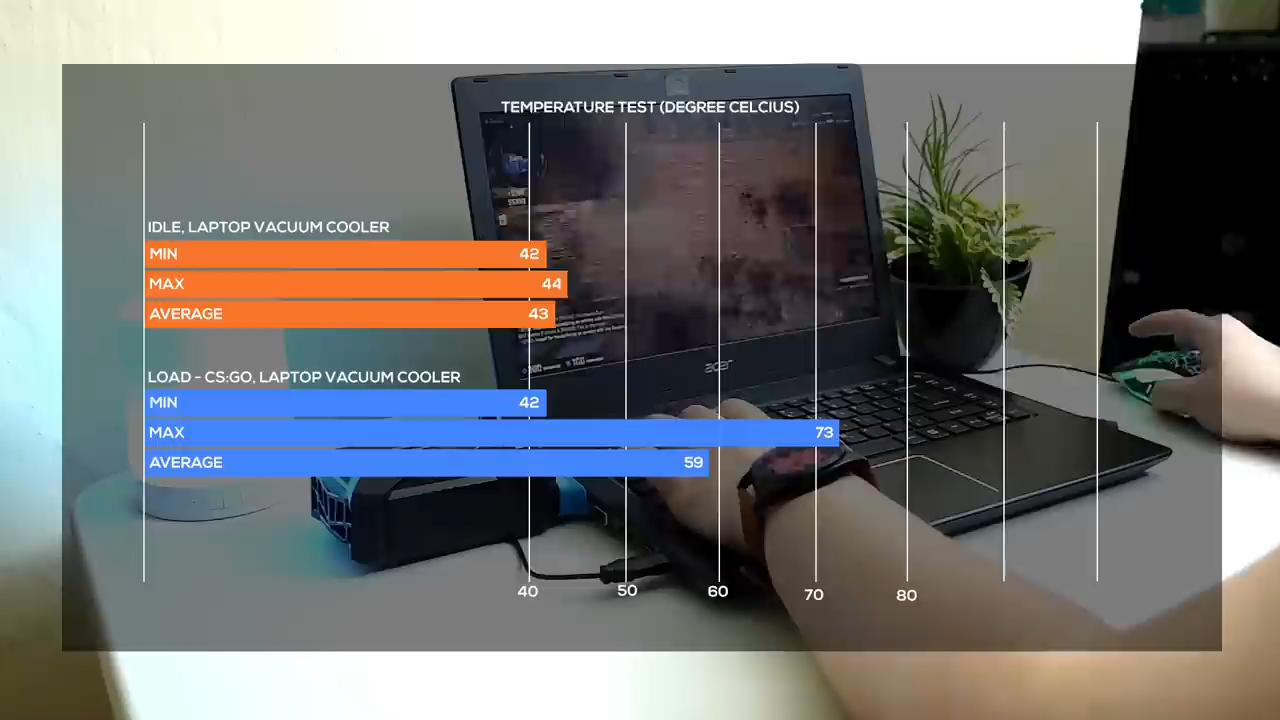 TEMPERATURE TEST (DEGREE CELCIUS)
IDLE, LAPTOP VACUUM COOLER
MIN 42
MAX 44
AVERAGE 43
acer
LOAD - CS:GO, LAPTOP VACUUM COOLER
MIN 42
MAX 73
AVERAGE 59
40 50 60 70 80